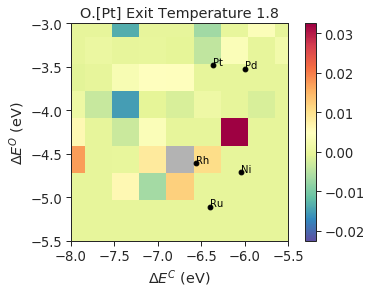 O.[Pt] Exit Temperature 1.8
−3.0
−3.5
−4.0
−4.5
−5.0
−5.5
ΔE^O (eV)
Pt
Pd
Rh
Ni
Ru
−8.0 −7.5 −7.0 −6.5 −6.0 −5.5
ΔE^C (eV)
0.03
0.02
0.01
0.00
−0.01
−0.02